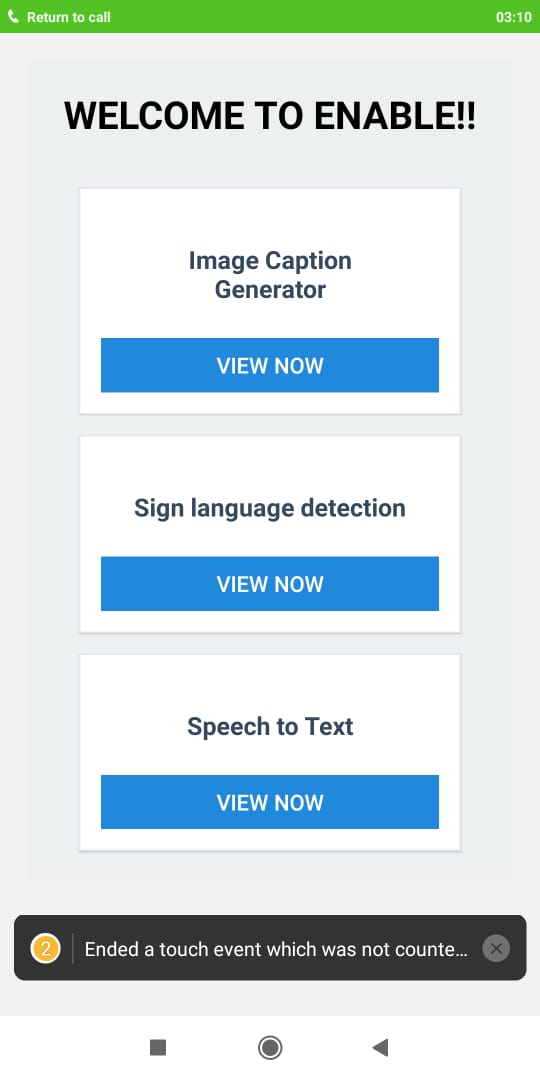 Return to call 03:10
WELCOME TO ENABLE!!
Image Caption
Generator
VIEW NOW
Sign language detection
VIEW NOW
Speech to Text
VIEW NOW
2 Ended a touch event which was not counte...